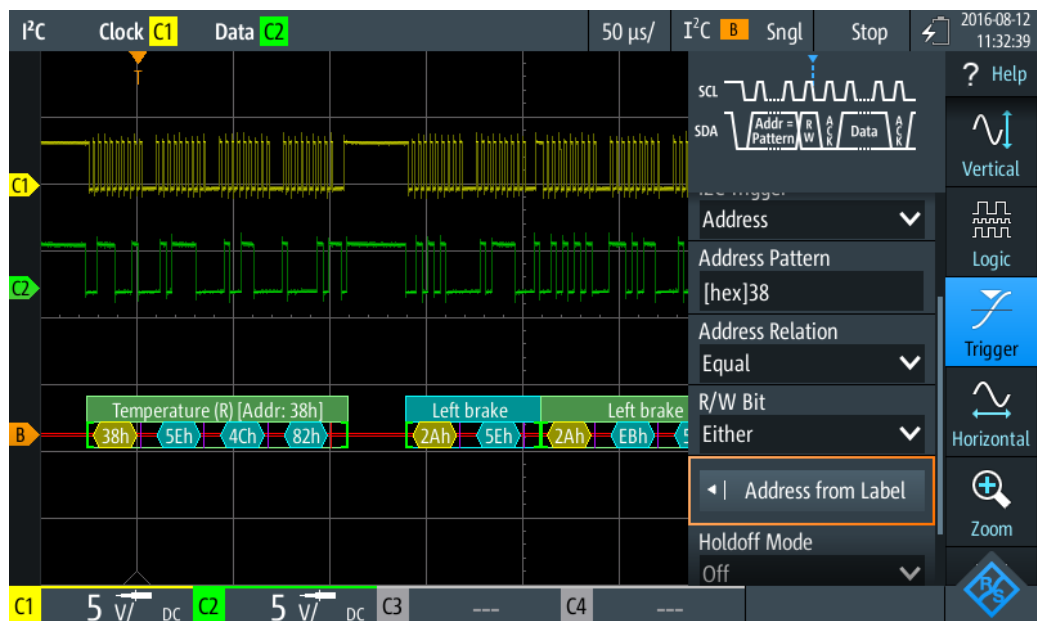 I²C Clock C1 Data C2 50 µs/ I²C B Sngl Stop 2016-08-12
11:32:39
? Help
T
SCL
SDA Addr = Pattern R W ACK Data ACK
Vertical
C1
Address
Logic
Address Pattern
C2
[hex]38
Address Relation
Trigger
Equal
R/W Bit
Temperature (R) [Addr: 38h] Left brake Left brake
B 38h 5Eh 4Ch 82h 2Ah 5Eh 2Ah EBh
Either
Horizontal
Address from Label
Zoom
Holdoff Mode
Off
R/S
C1 5 V/ DC C2 5 V/ DC C3 --- C4 ---